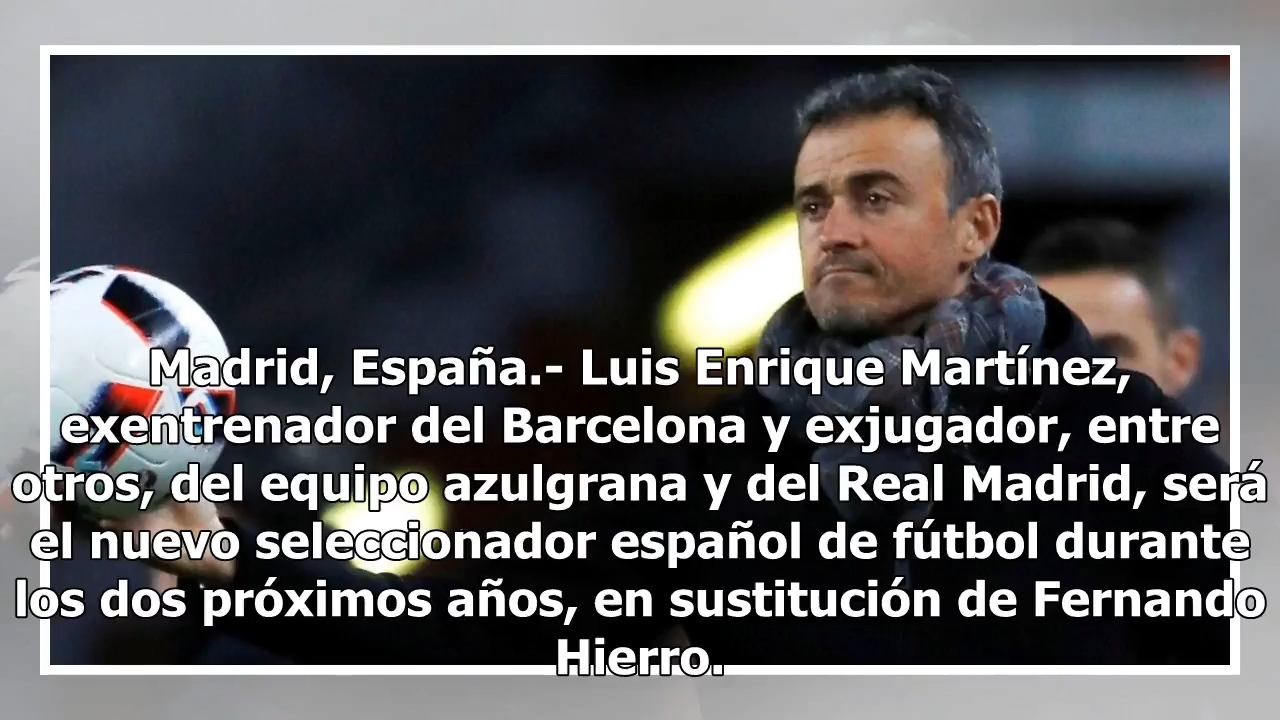 Madrid, España.- Luis Enrique Martínez,
exentrenador del Barcelona y exjugador, entre
otros, del equipo azulgrana y del Real Madrid, será
el nuevo seleccionador español de fútbol durante
los dos próximos años, en sustitución de Fernando
Hierro.